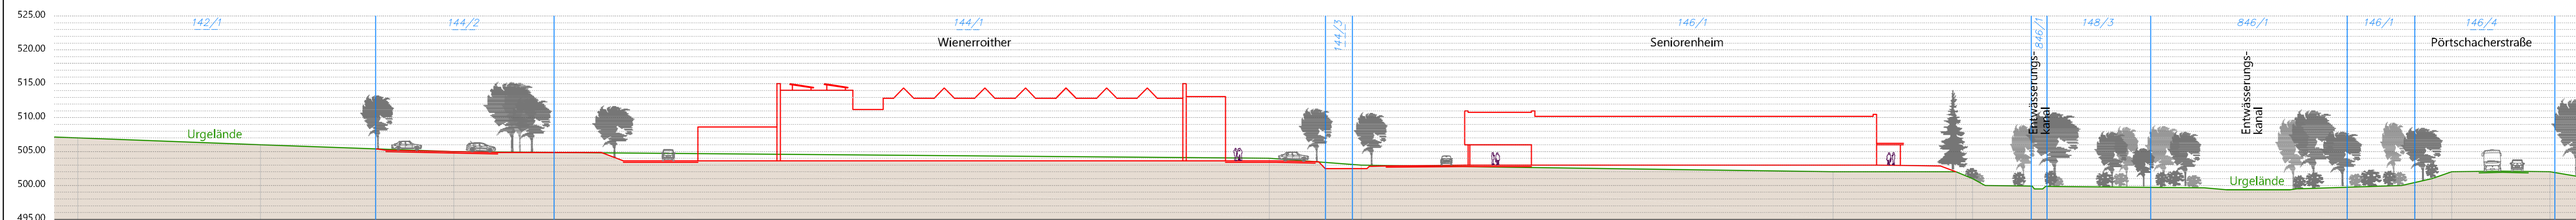 525.00
520.00
515.00
510.00
505.00
500.00
495.00
142/1
144/2
144/1
144/3
146/1
846/1
148/3
846/1
146/1
146/4
Wienerroither
Seniorenheim
Pörtschacherstraße
Entwässerungs-
kanal
Entwässerungs-
kanal
Urgelände
Urgelände